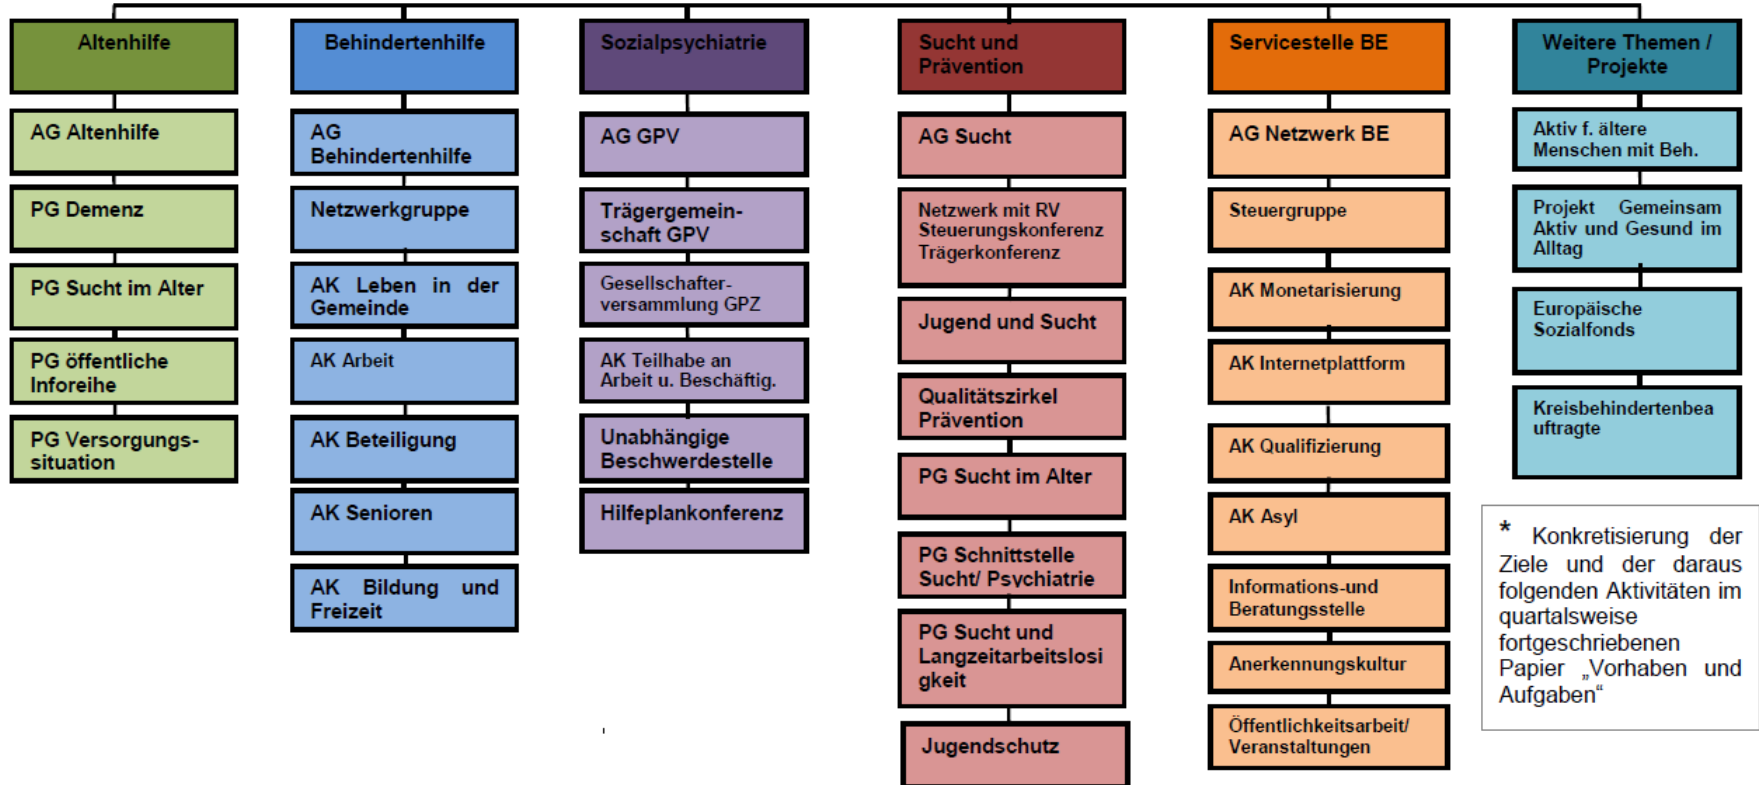 Altenhilfe
AG Altenhilfe
PG Demenz
PG Sucht im Alter
PG öffentliche
Inforeihe
PG Versorgungs-
situation
Behindertenhilfe
AG
Behindertenhilfe
Netzwerkgruppe
AK Leben in der
Gemeinde
AK Arbeit
AK Beteiligung
AK Senioren
AK Bildung und
Freizeit
Sozialpsychiatrie
AG GPV
Trägergemein-
schaft GPV
Gesellschafter-
versammlung GPZ
AK Teilhabe an
Arbeit u. Beschäftig.
Unabhängige
Beschwerdestelle
Hilfeplankonferenz
Sucht und
Prävention
AG Sucht
Netzwerk mit RV
Steuerungskonferenz
Trägerkonferenz
Jugend und Sucht
Qualitätszirkel
Prävention
PG Sucht im Alter
PG Schnittstelle
Sucht/ Psychiatrie
PG Sucht und
Langzeitarbeitslosi
gkeit
Jugendschutz
Servicestelle BE
AG Netzwerk BE
Steuergruppe
AK Monetarisierung
AK Internetplattform
AK Qualifizierung
AK Asyl
Informations-und
Beratungsstelle
Anerkennungskultur
Öffentlichkeitsarbeit/
Veranstaltungen
Weitere Themen /
Projekte
Aktiv f. ältere
Menschen mit Beh.
Projekt Gemeinsam
Aktiv und Gesund im
Alltag
Europäische
Sozialfonds
Kreisbehindertenbea
uftragte
* Konkretisierung der
Ziele und der daraus
folgenden Aktivitäten im
quartalsweise
fortgeschriebenen
Papier „Vorhaben und
Aufgaben“